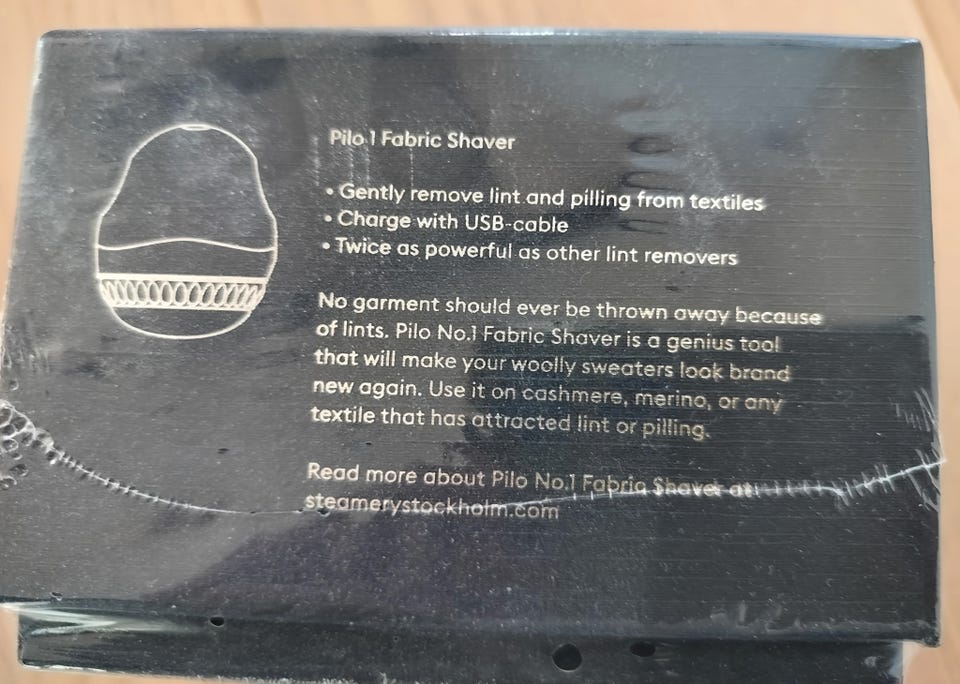 Pilo 1 Fabric Shaver
• Gently remove lint and pilling from textiles
• Charge with USB-cable
• Twice as powerful as other lint removers
No garment should ever be thrown away because
of lints. Pilo No.1 Fabric Shaver is a genius tool
that will make your woolly sweaters look brand
new again. Use it on cashmere, merino, or any
textile that has attracted lint or pilling.
Read more about Pilo No.1 Fabric Shaver at:
steamerystockholm.com